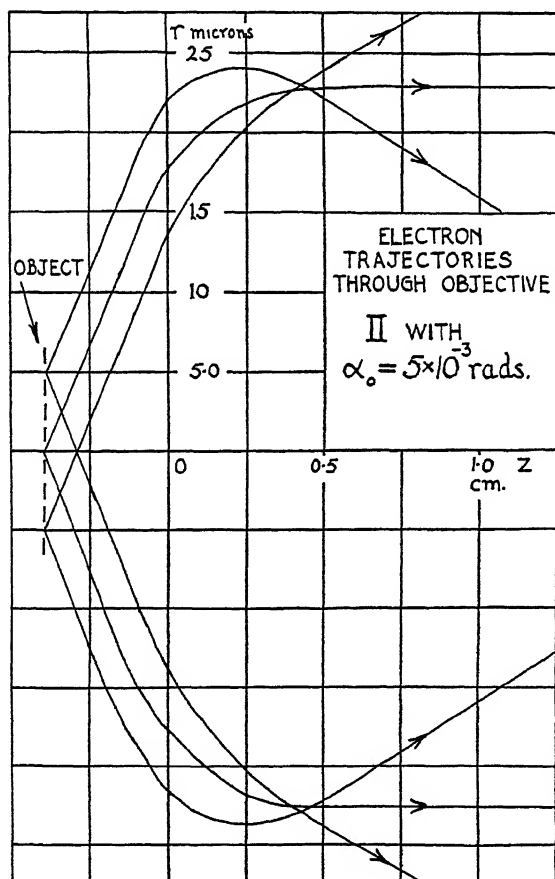 r microns
25
15
ELECTRON
TRAJECTORIES
THROUGH OBJECTIVE
OBJECT
10
II WITH
5.0
α₀ = 5×10⁻³ rads.
0
0.5
1.0 Z
cm.